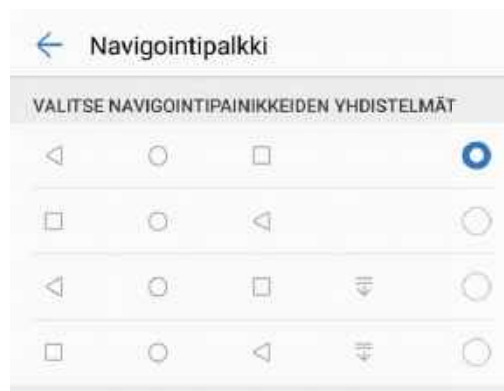 Navigointipalkki
VALITSE NAVIGOINTIPAINIKKEIDEN YHDISTELMÄT